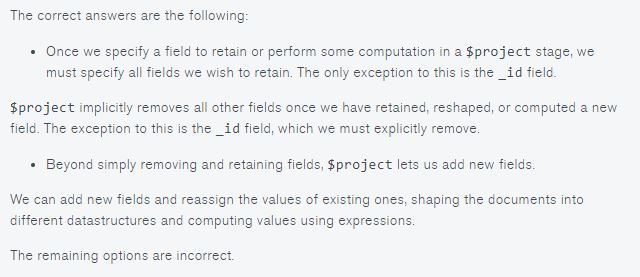 The correct answers are the following:
• Once we specify a field to retain or perform some computation in a $project stage, we
must specify all fields we wish to retain. The only exception to this is the _id field.
$project implicitly removes all other fields once we have retained, reshaped, or computed a new
field. The exception to this is the _id field, which we must explicitly remove.
• Beyond simply removing and retaining fields, $project lets us add new fields.
We can add new fields and reassign the values of existing ones, shaping the documents into
different datastructures and computing values using expressions.
The remaining options are incorrect.